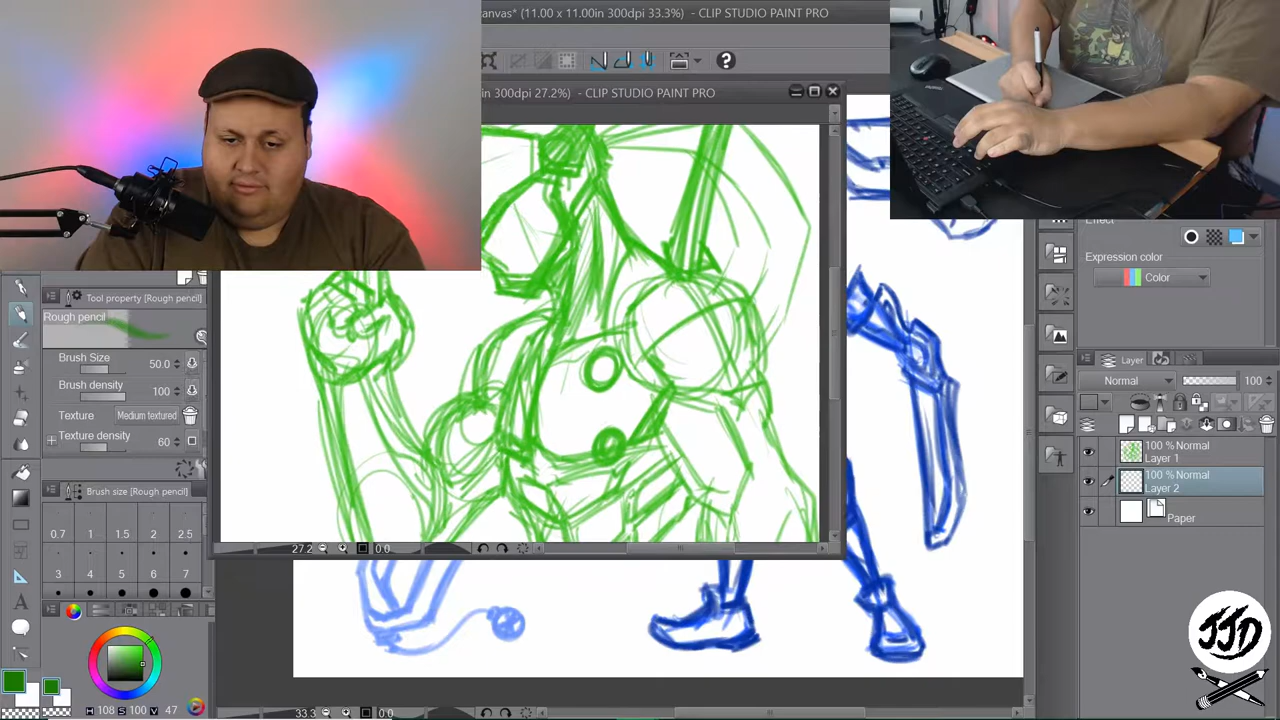 anvas* (11.00 x 11.00in 300dpi 33.3%) - CLIP STUDIO PAINT PRO
in 300dpi 27.2%) - CLIP STUDIO PAINT PRO
Effect
Expression color
Color
Tool property [Rough pencil]
Rough pencil
Brush Size 50.0
Brush density 100
Texture Medium textured
Texture density 60
Brush size [Rough pencil]
0.7 1 1.5 2 2.5
3 4 5 6 7
H 108 S 100 V 47
27.2 0.0
33.3 0.0
Layer
Normal 100
100 % Normal
Layer 1
100 % Normal
Layer 2
Paper
JJD